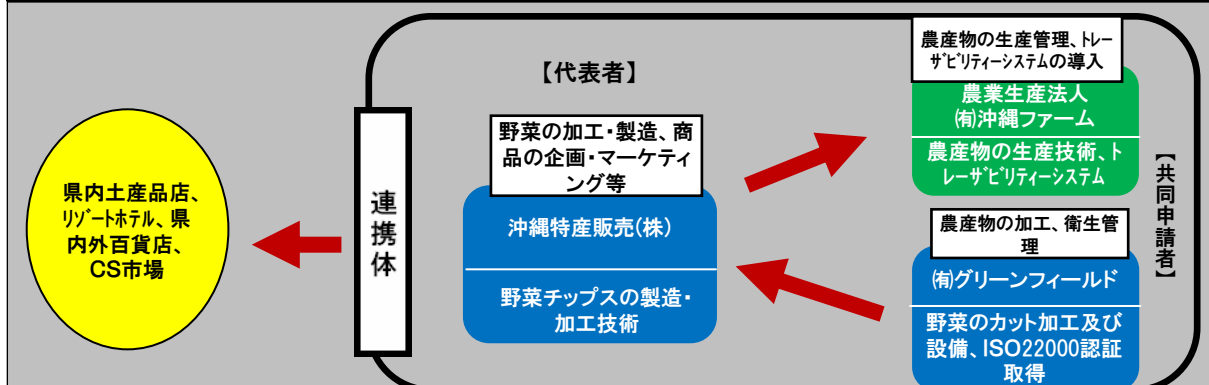 県内土産品店、
ﾘｿﾞｰﾄホテル、県
内外百貨店、
CS市場
連携体
【代表者】
野菜の加工・製造、商
品の企画・マーケティ
ング等
沖縄特産販売(株)
野菜チップスの製造・
加工技術
農産物の生産管理、ﾄﾚｰ
ｻﾞﾋﾞﾘﾃｨｰｼｽﾃﾑの導入
農業生産法人
㈲沖縄ファーム
農産物の生産技術、ﾄ
ﾚｰｻﾞﾋﾞﾘﾃｨｰｼｽﾃﾑ
農産物の加工、衛生管
理
㈲グリーンフィールド
野菜のカット加工及び
設備、ISO22000認証
取得
【共同申請者】